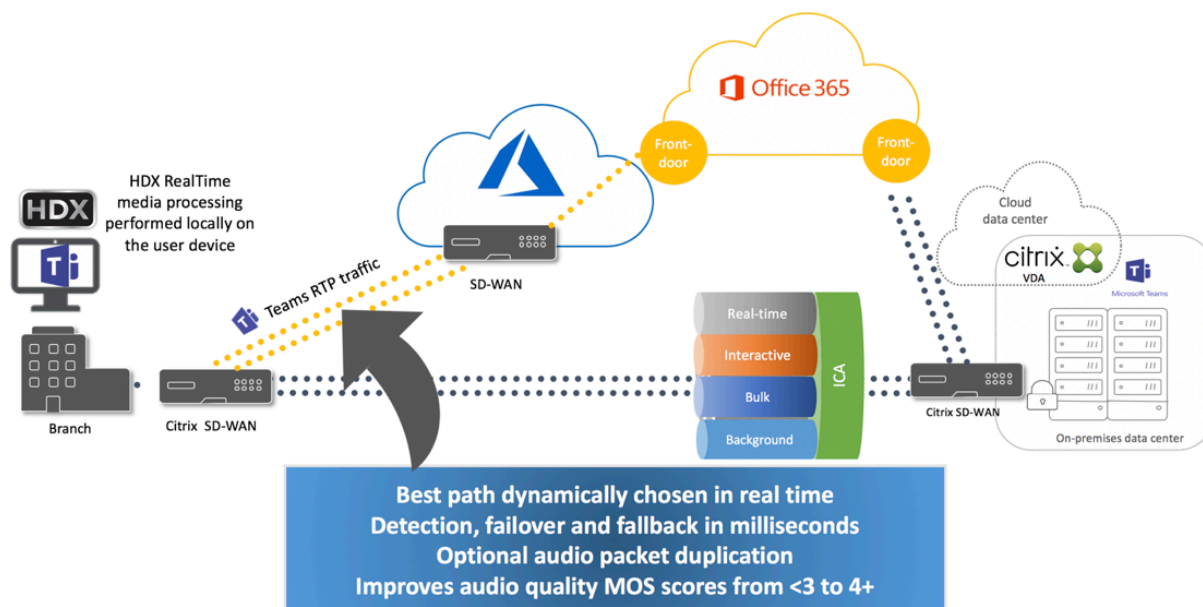 Office 365
Front-
door
Front-
door
HDX
HDX RealTime
media processing
performed locally on
the user device
Cloud
data center
citrix
VDA
Microsoft Teams
T
T
SD-WAN
Teams RTP traffic
T
Real-time
Interactive
Bulk
Background
ICA
Branch
Citrix SD-WAN
Citrix SD-WAN
On-premises data center
Best path dynamically chosen in real time
Detection, failover and fallback in milliseconds
Optional audio packet duplication
Improves audio quality MOS scores from <3 to 4+